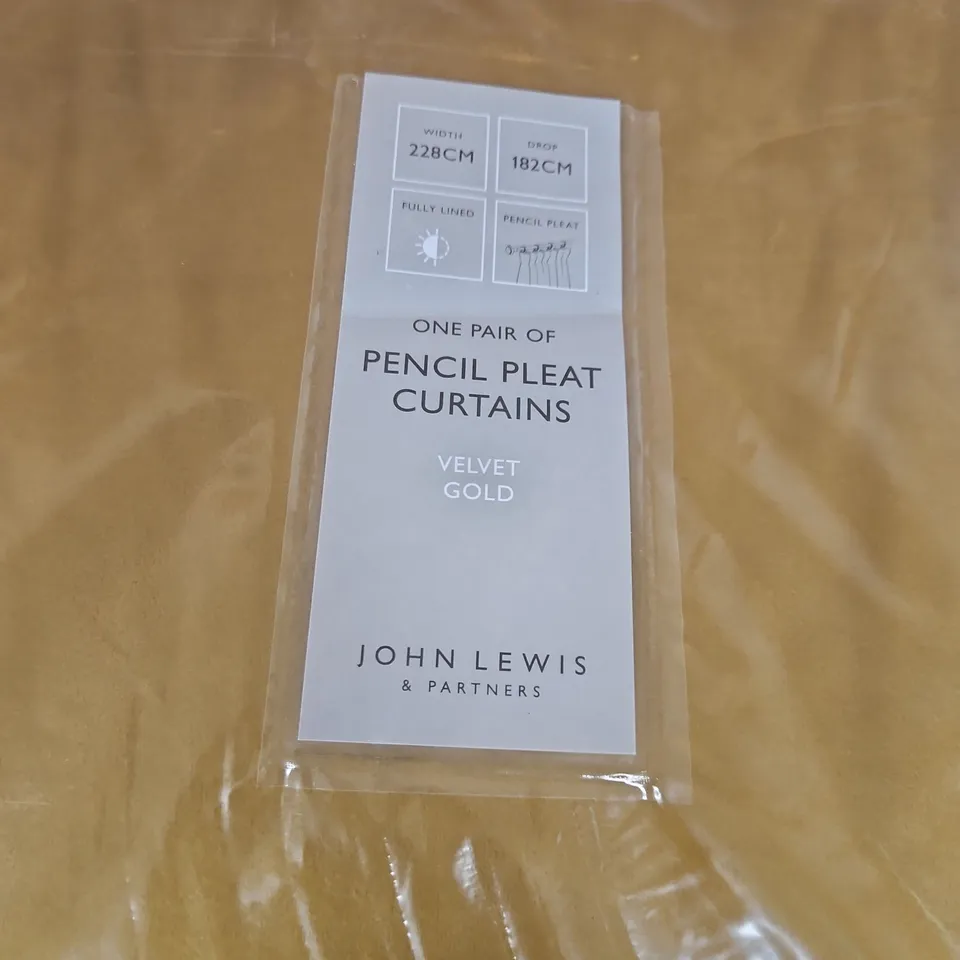 WIDTH
228CM
DROP
182CM
FULLY LINED
PENCIL PLEAT
ONE PAIR OF
PENCIL PLEAT
CURTAINS
VELVET
GOLD
JOHN LEWIS
& PARTNERS